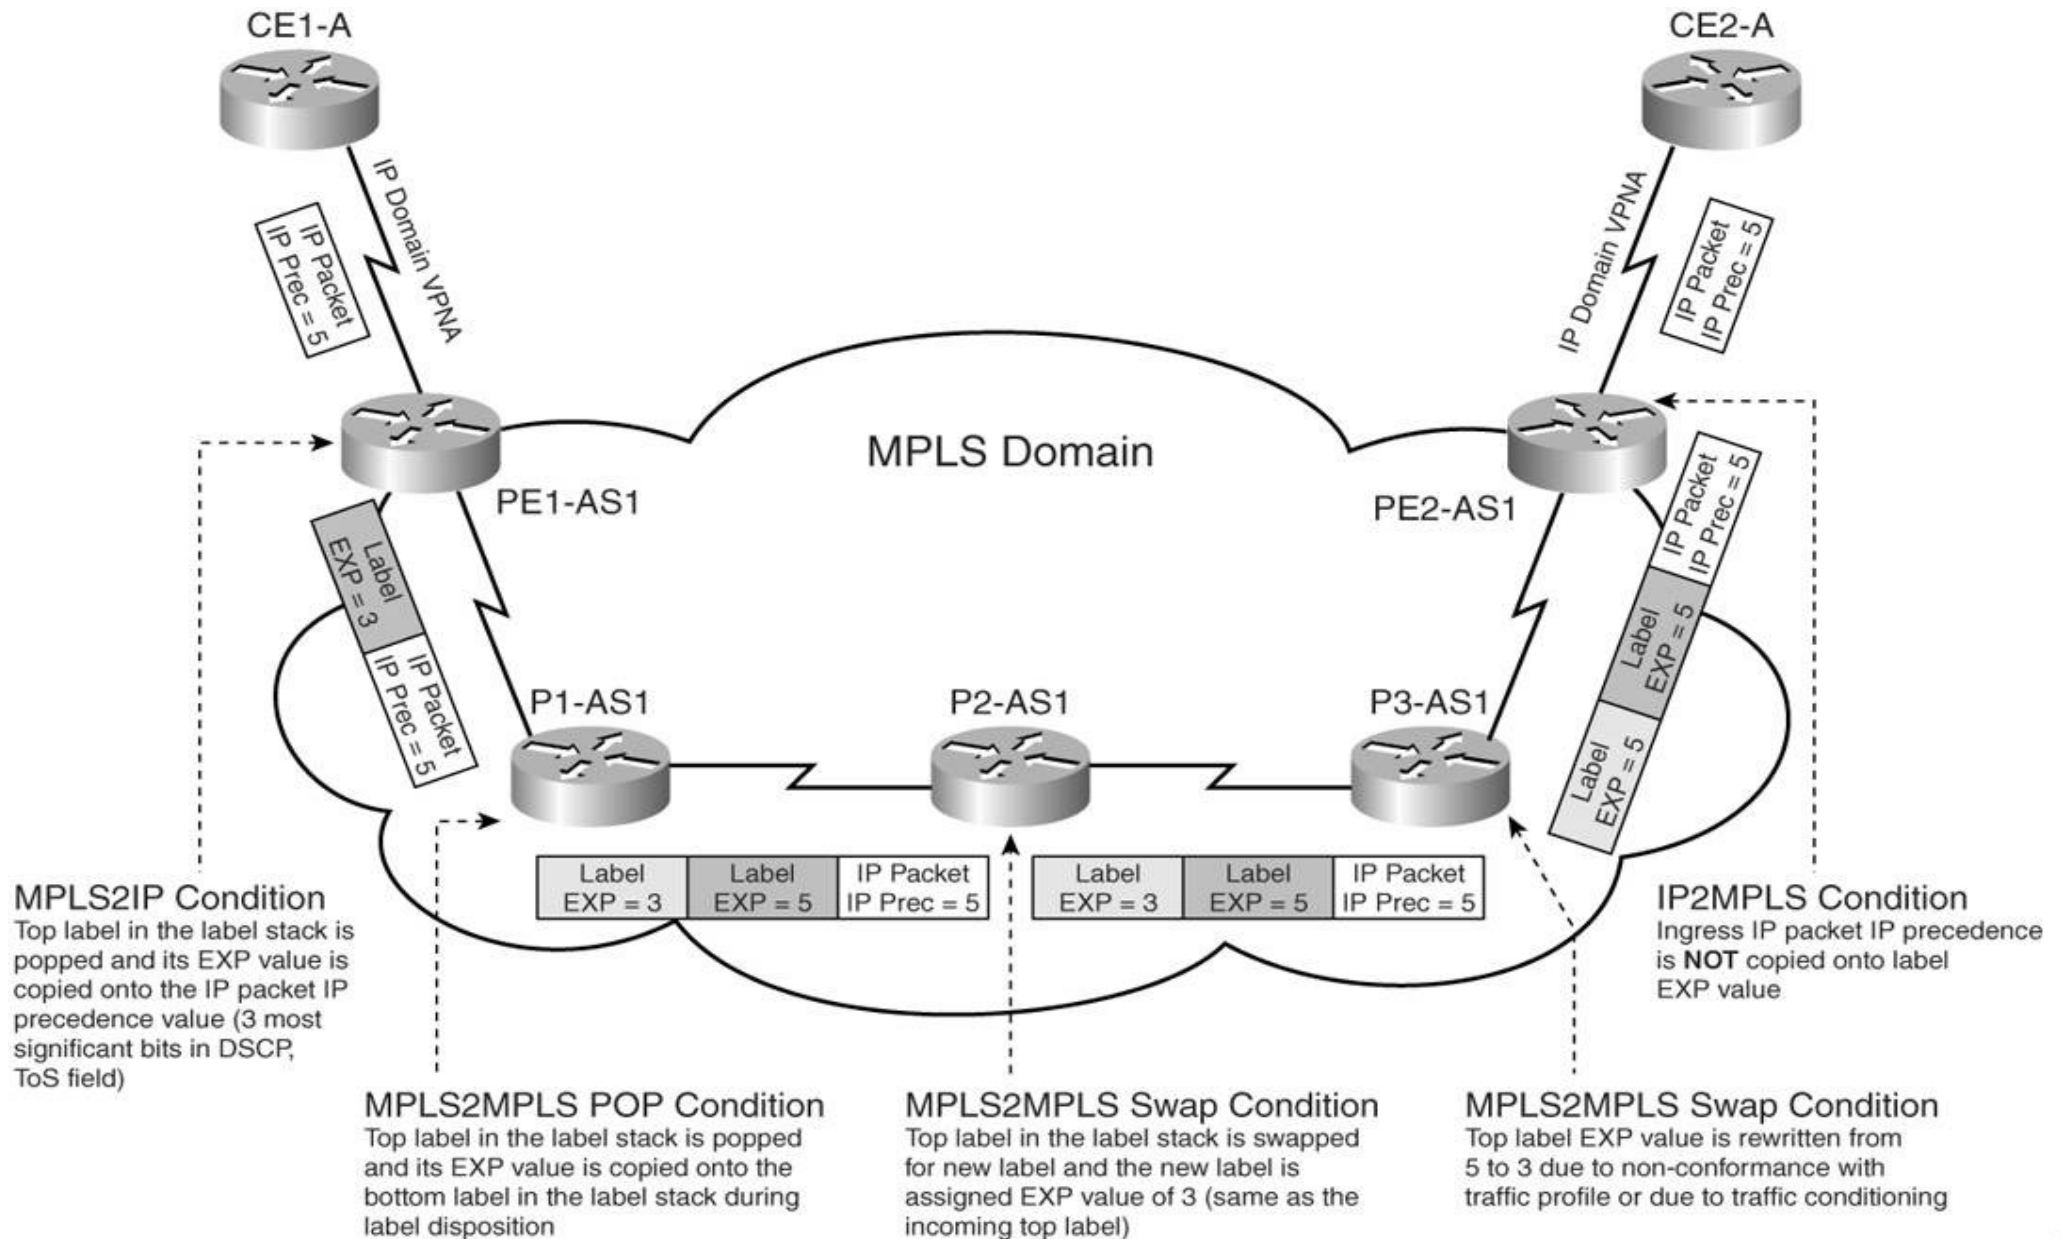 CE1-A
CE2-A
IP Domain VPNA
IP Packet
IP Prec = 5
IP Domain VPNA
IP Packet
IP Prec = 5
MPLS Domain
PE1-AS1
PE2-AS1
Label
EXP = 3
IP Packet
IP Prec = 5
IP Packet
IP Prec = 5
Label
EXP = 5
Label
EXP = 5
P1-AS1
P2-AS1
P3-AS1
Label
EXP = 3
Label
EXP = 5
IP Packet
IP Prec = 5
Label
EXP = 3
Label
EXP = 5
IP Packet
IP Prec = 5
MPLS2IP Condition
Top label in the label stack is
popped and its EXP value is
copied onto the IP packet IP
precedence value (3 most
significant bits in DSCP,
ToS field)
IP2MPLS Condition
Ingress IP packet IP precedence
is NOT copied onto label
EXP value
MPLS2MPLS POP Condition
Top label in the label stack is popped
and its EXP value is copied onto the
bottom label in the label stack during
label disposition
MPLS2MPLS Swap Condition
Top label in the label stack is swapped
for new label and the new label is
assigned EXP value of 3 (same as the
incoming top label)
MPLS2MPLS Swap Condition
Top label EXP value is rewritten from
5 to 3 due to non-conformance with
traffic profile or due to traffic conditioning